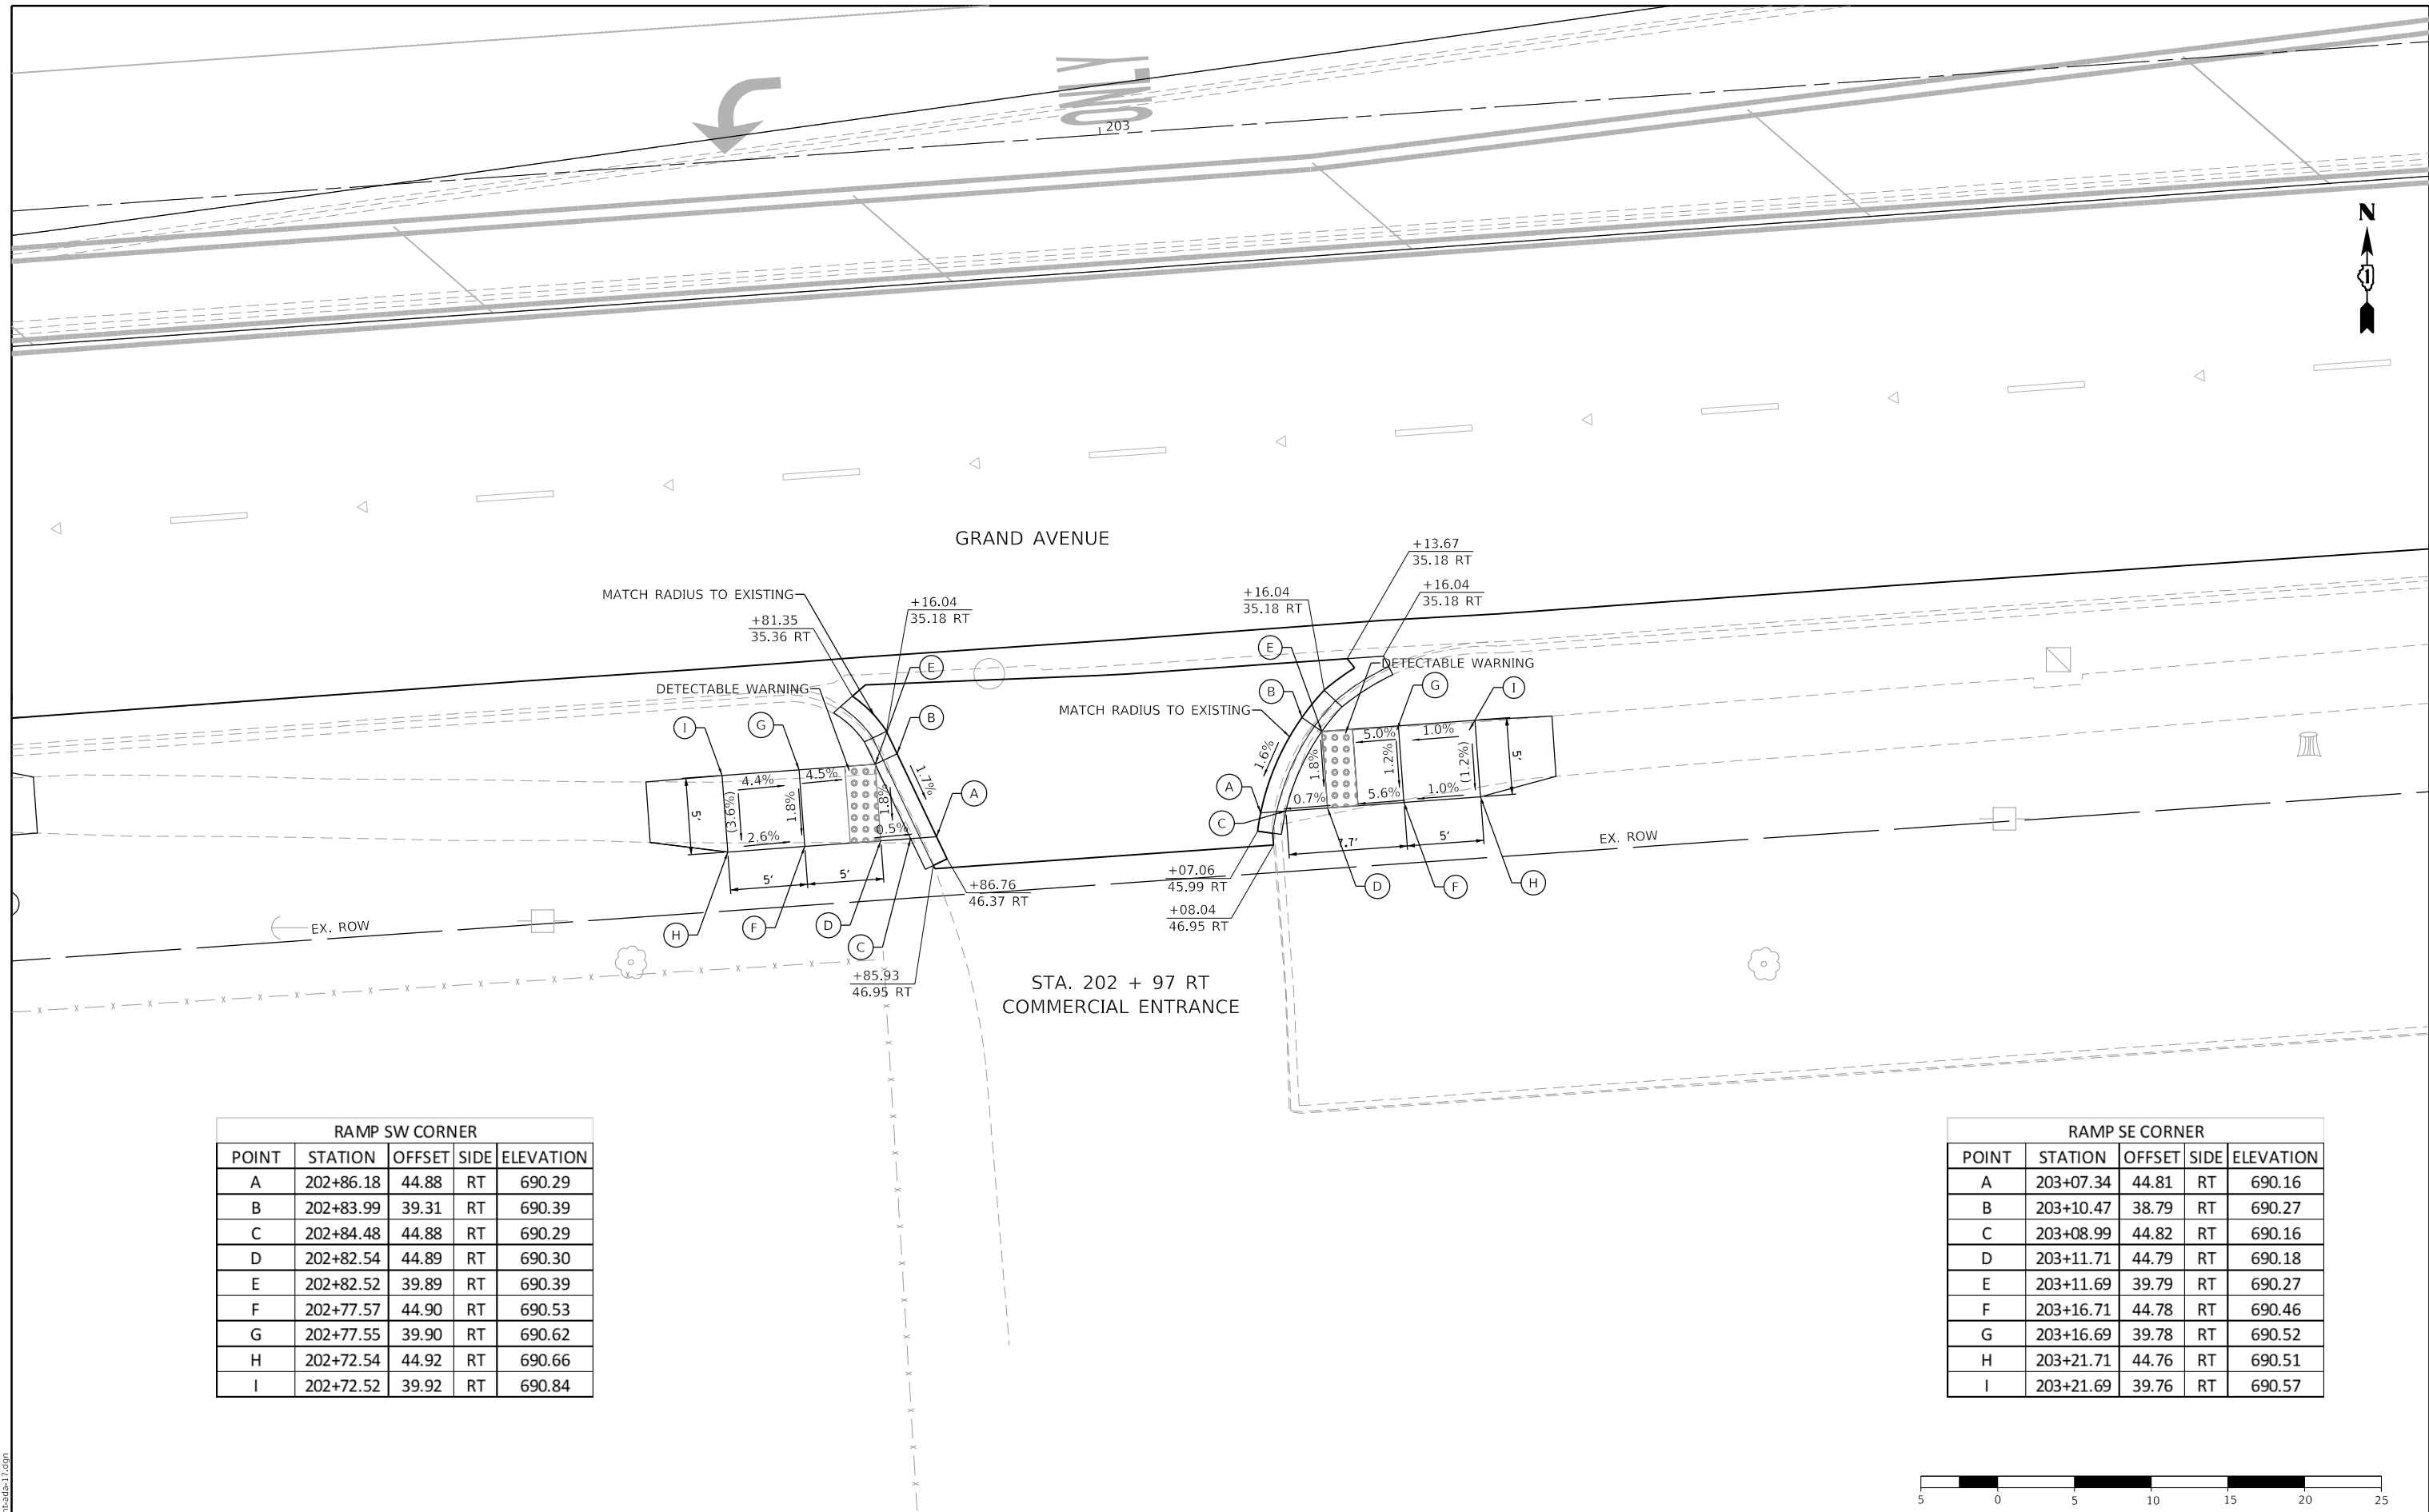 ONLY
203
N
1
GRAND AVENUE
+13.67
35.18 RT
+16.04
35.18 RT
+16.04
35.18 RT
MATCH RADIUS TO EXISTING
+81.35
35.36 RT
+16.04
35.18 RT
E
E
DETECTABLE WARNING
DETECTABLE WARNING
B
G
I
MATCH RADIUS TO EXISTING
B
I
G
5.0%
1.0%
1.6%
1.8%
1.2%
(1.2%)
5'
4.4%
4.5%
1.7%
A
A
0.7%
5.6%
1.0%
C
5'
(3.6%)
1.8%
1.8%
2.6%
0.5%
7.7'
5'
EX. ROW
5'
5'
+86.76
46.37 RT
+07.06
45.99 RT
D
F
H
+08.04
46.95 RT
EX. ROW
H
F
D
C
+85.93
46.95 RT
STA. 202 + 97 RT
COMMERCIAL ENTRANCE
x x x x x x x x x x x x
RAMP SW CORNER
POINT STATION OFFSET SIDE ELEVATION
A 202+86.18 44.88 RT 690.29
B 202+83.99 39.31 RT 690.39
C 202+84.48 44.88 RT 690.29
D 202+82.54 44.89 RT 690.30
E 202+82.52 39.89 RT 690.39
F 202+77.57 44.90 RT 690.53
G 202+77.55 39.90 RT 690.62
H 202+72.54 44.92 RT 690.66
I 202+72.52 39.92 RT 690.84
RAMP SE CORNER
POINT STATION OFFSET SIDE ELEVATION
A 203+07.34 44.81 RT 690.16
B 203+10.47 38.79 RT 690.27
C 203+08.99 44.82 RT 690.16
D 203+11.71 44.79 RT 690.18
E 203+11.69 39.79 RT 690.27
F 203+16.71 44.78 RT 690.46
G 203+16.69 39.78 RT 690.52
H 203+21.71 44.76 RT 690.51
I 203+21.69 39.76 RT 690.57
5 0 5 10 15 20 25